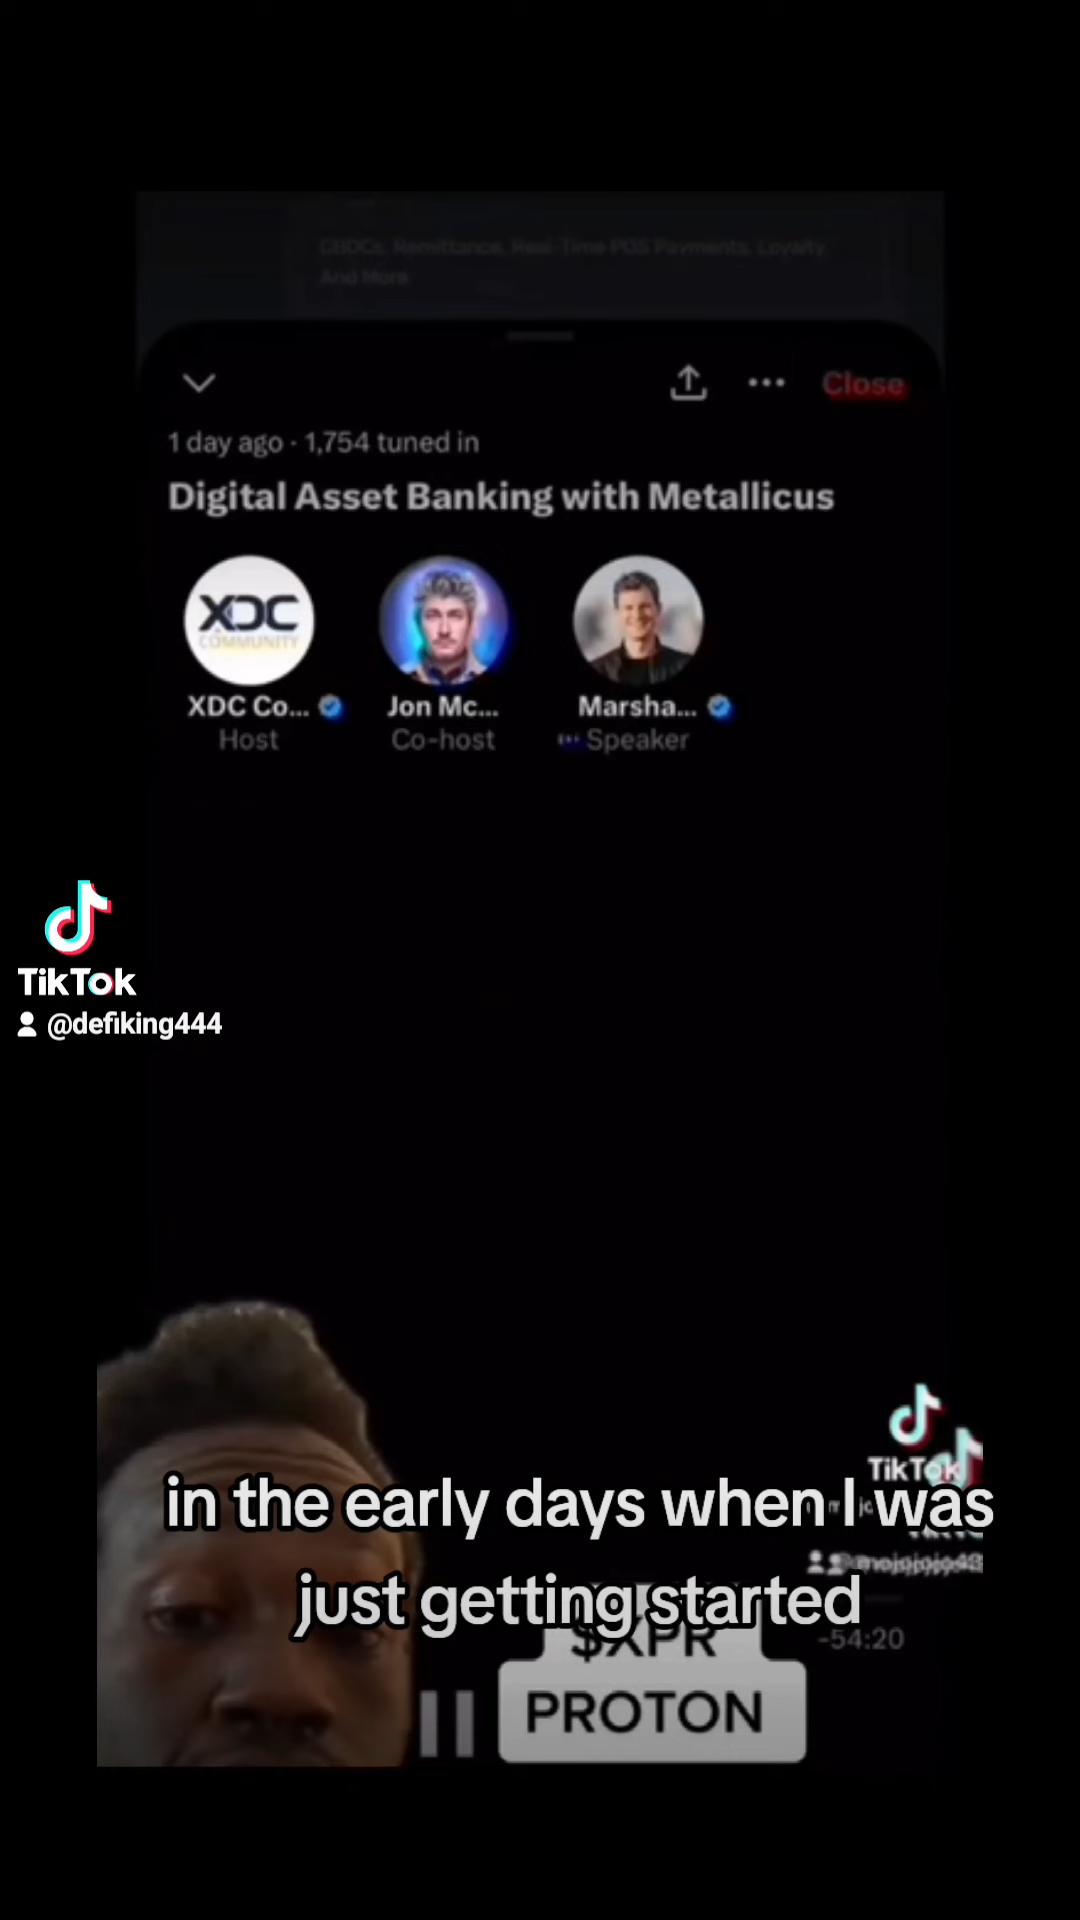 CBDCs, Remittance, Real-Time POS Payments, Loyalty,
And More
Close
1 day ago · 1,754 tuned in
Digital Asset Banking with Metallicus
XDC
COMMUNITY
XDC Co...
Host
Jon Mc...
Co-host
Marsha...
Speaker
TikTok
@defiking444
TikTok
in the early days when I was
just getting started
$XPR
-54:20
PROTON